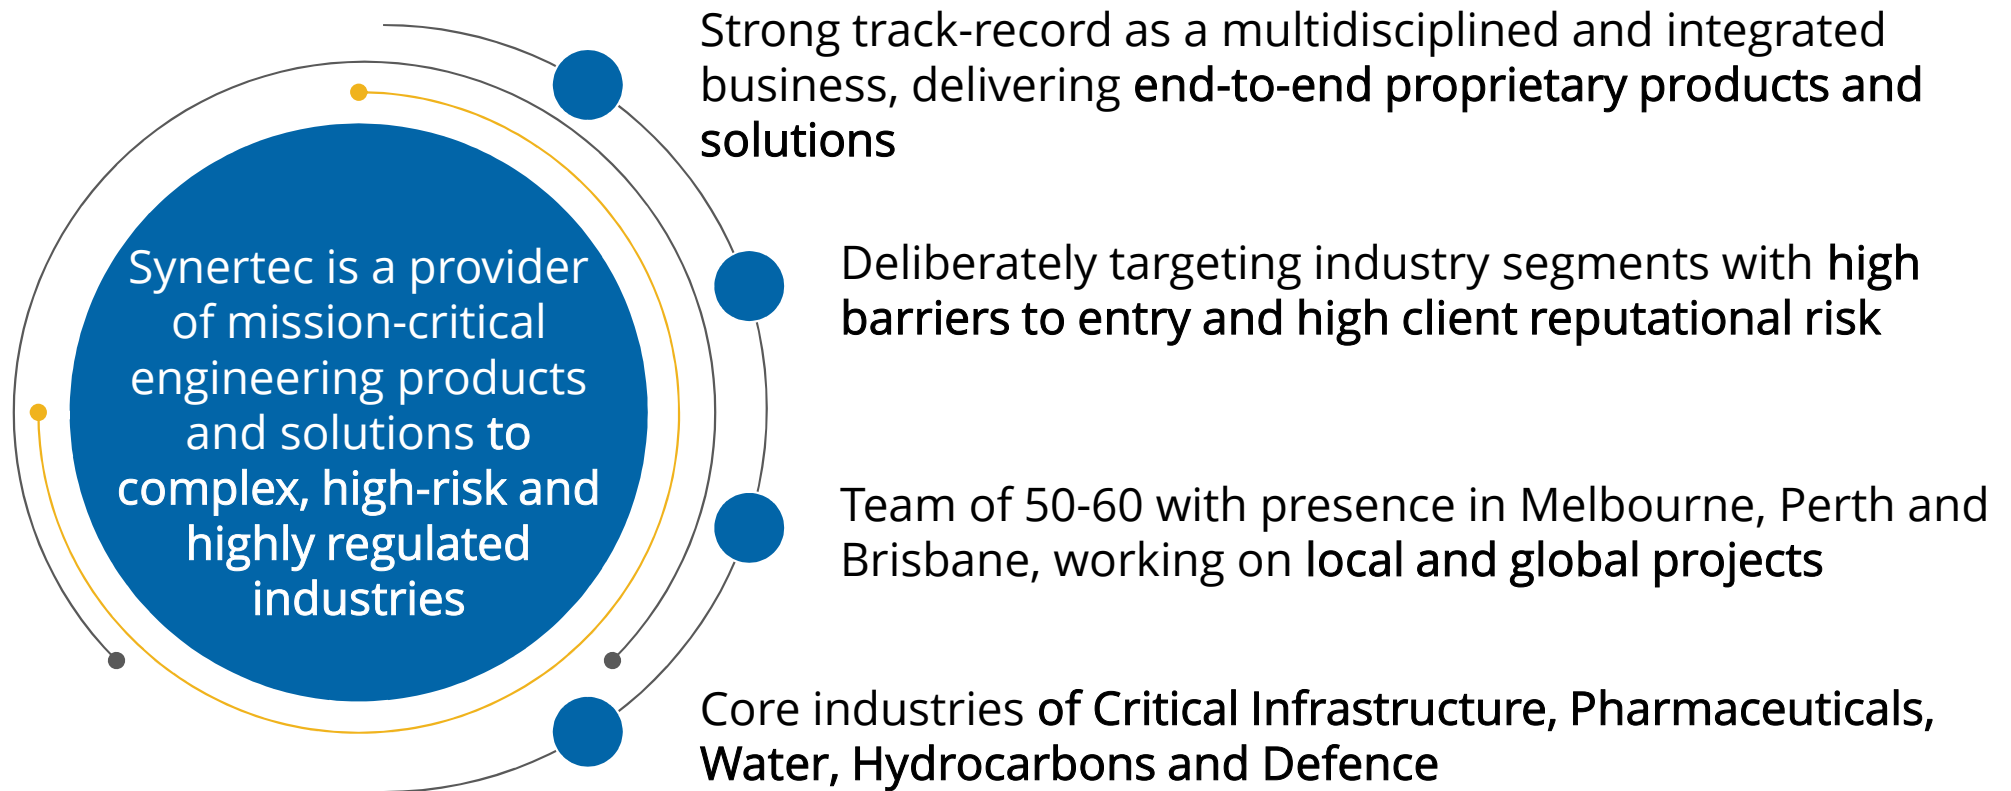 Synertec is a provider
of mission-critical
engineering products
and solutions to
complex, high-risk and
highly regulated
industries
Strong track-record as a multidisciplined and integrated
business, delivering end-to-end proprietary products and
solutions
Deliberately targeting industry segments with high
barriers to entry and high client reputational risk
Team of 50-60 with presence in Melbourne, Perth and
Brisbane, working on local and global projects
Core industries of Critical Infrastructure, Pharmaceuticals,
Water, Hydrocarbons and Defence